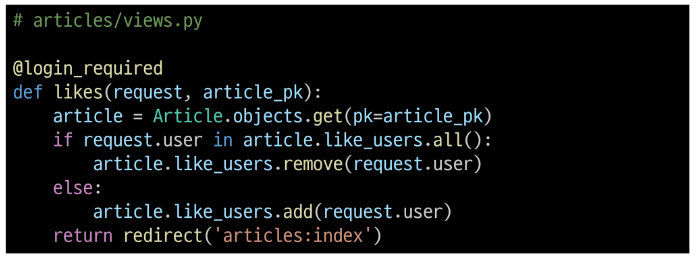 # articles/views.py
@login_required
def likes(request, article_pk):
    article = Article.objects.get(pk=article_pk)
    if request.user in article.like_users.all():
        article.like_users.remove(request.user)
    else:
        article.like_users.add(request.user)
    return redirect('articles:index')